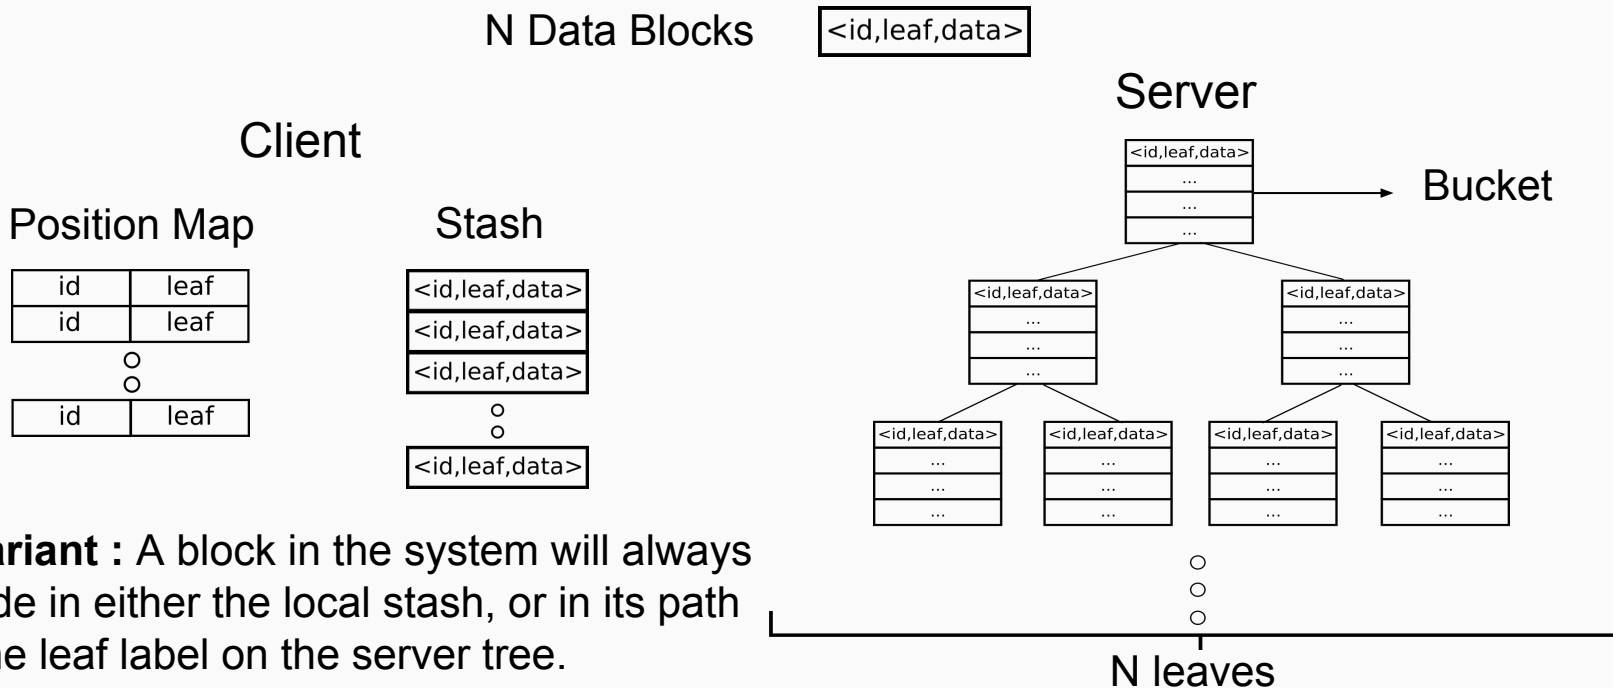 N Data Blocks
<id,leaf,data>
Server
Client
<id,leaf,data>
...
...
...
Bucket
Position Map
Stash
id leaf
id leaf
id leaf
<id,leaf,data>
<id,leaf,data>
<id,leaf,data>
<id,leaf,data>
<id,leaf,data>
...
...
...
<id,leaf,data>
...
...
...
<id,leaf,data>
...
...
...
<id,leaf,data>
...
...
...
<id,leaf,data>
...
...
...
<id,leaf,data>
...
...
...
ariant : A block in the system will always
de in either the local stash, or in its path
e leaf label on the server tree.
N leaves